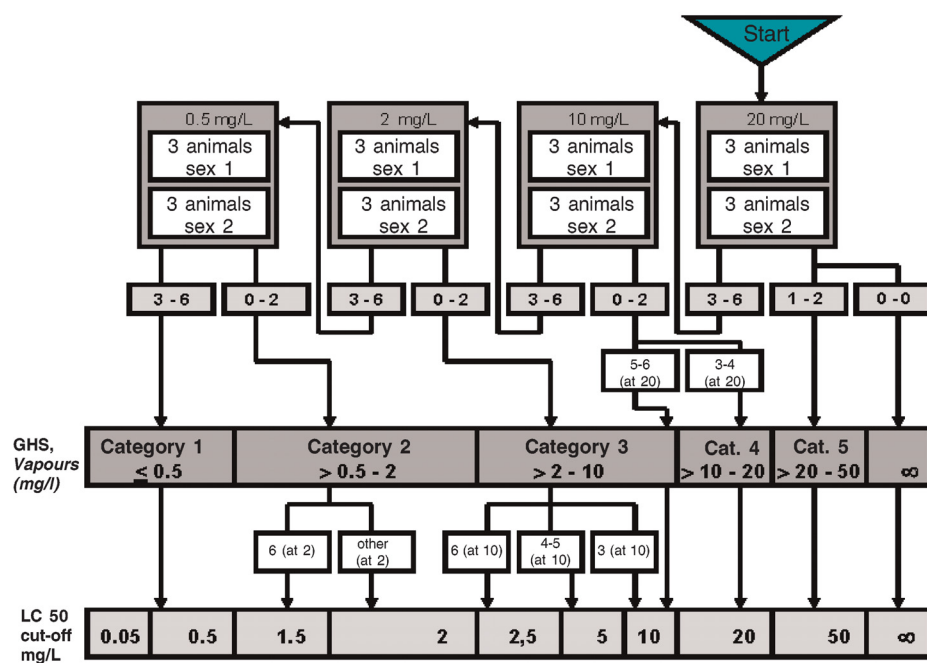 Start
0.5 mg/L
2 mg/L
10 mg/L
20 mg/L
3 animals
sex 1
3 animals
sex 1
3 animals
sex 1
3 animals
sex 1
3 animals
sex 2
3 animals
sex 2
3 animals
sex 2
3 animals
sex 2
3 - 6
0 - 2
3 - 6
0 - 2
3 - 6
0 - 2
3 - 6
1 - 2
0 - 0
5-6
(at 20)
3-4
(at 20)
GHS,
Vapours
(mg/l)
Category 1
≤ 0.5
Category 2
> 0.5 - 2
Category 3
> 2 - 10
Cat. 4
> 10 - 20
Cat. 5
> 20 - 50
∞
6 (at 2)
other
(at 2)
6 (at 10)
4-5
(at 10)
3 (at 10)
LC 50
cut-off
mg/L
0.05
0.5
1.5
2
2,5
5
10
20
50
∞